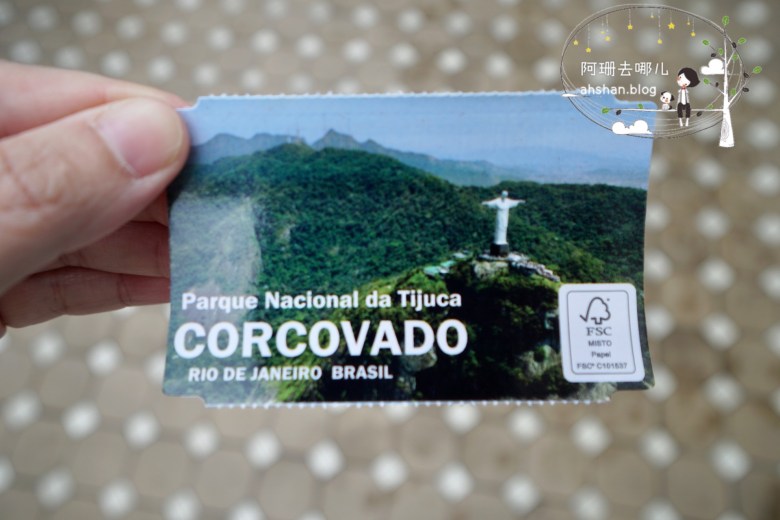 阿珊去哪儿
ahshan.blog
Parque Nacional da Tijuca
CORCOVADO
RIO DE JANEIRO BRASIL
FSC
MISTO
Papel
FSC® C101537